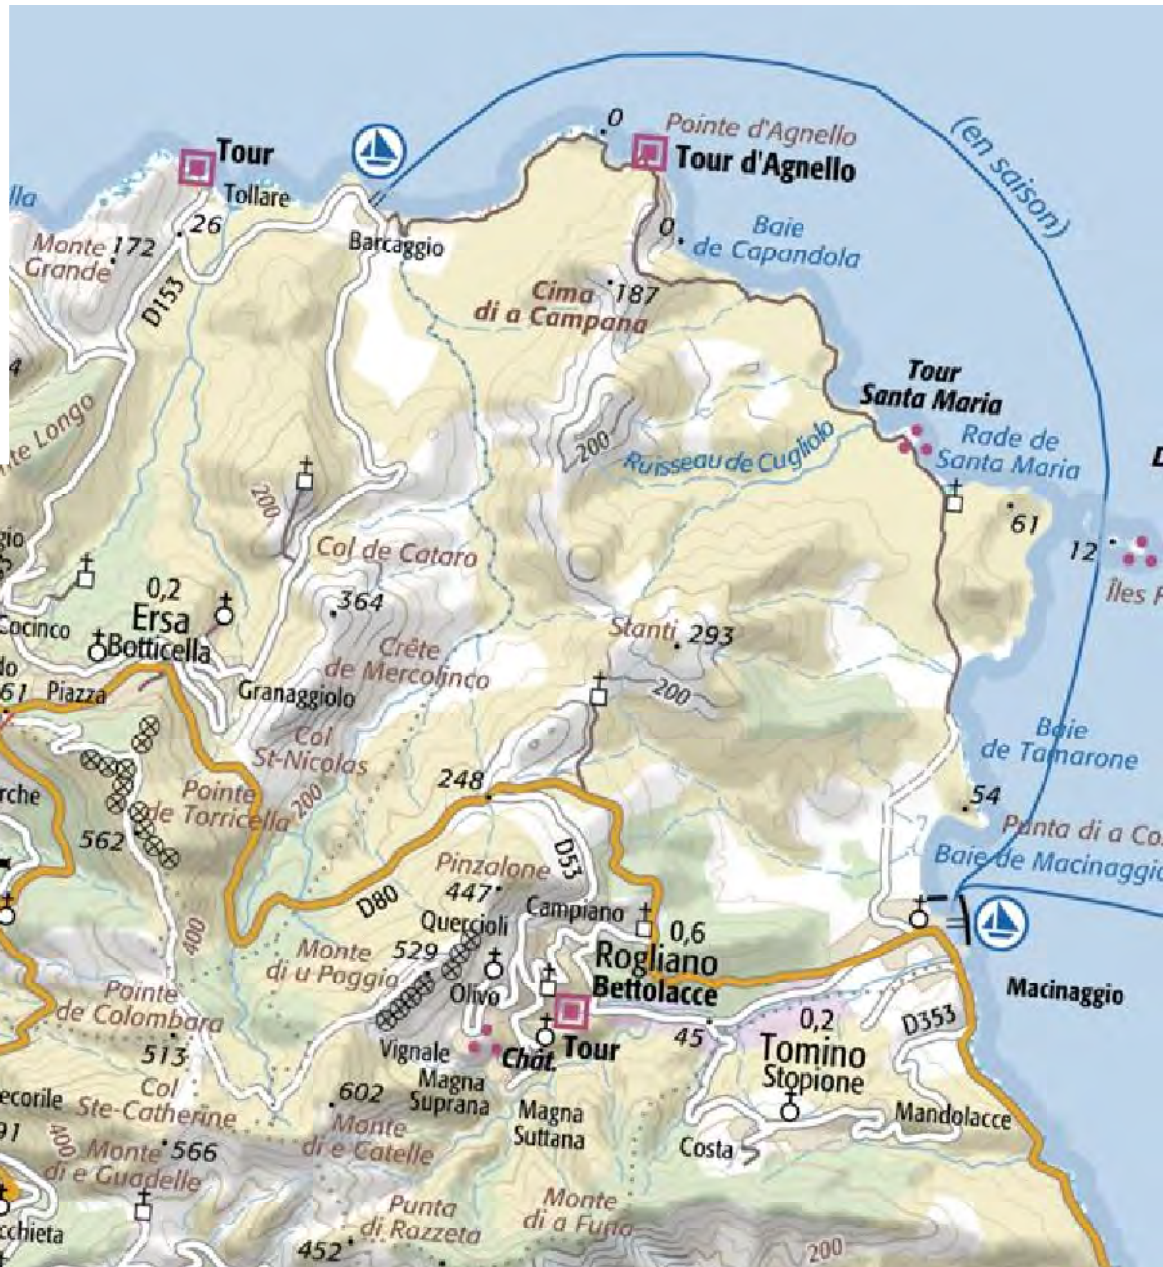 0
Pointe d'Agnello
Tour d'Agnello
(en saison)
Tour
Tollare
26
Barcaggio
Monte
Grande
172
D153
0
Baie
de Capandola
Cima
di a Campana
187
Tour
Santa Maria
Rade de
Santa Maria
200
Ruisseau de Cugliolo
200
61
12
Îles
Col de Cataro
364
0,2
Ersa
Botticella
Cocinco
Crête
de Mercolinco
Stanti
293
200
61
Piazza
Granaggiolo
Col
St-Nicolas
Baie
de Tamarone
200
248
Pointe
de Torricella
54
562
Punta di a Co
Baie de Macinaggio
D53
Pinzalone
447
D80
Campiano
Quercioli
0,6
Rogliano
Bettolacce
400
Monte
di u Poggio
529
Olivo
Macinaggio
Pointe
de Colombara
513
Vignale
Chât.
Tour
45
0,2
Tomino
Stopione
D353
Magna
Suprana
Magna
Suttana
Mandolacce
Costa
Col
Ste-Catherine
602
Monte
di e Catelle
ecorile
91
400
Monte
di e Guadelle
566
Punta
di Razzeta
452
Monte
di a Furia
cchieta
200